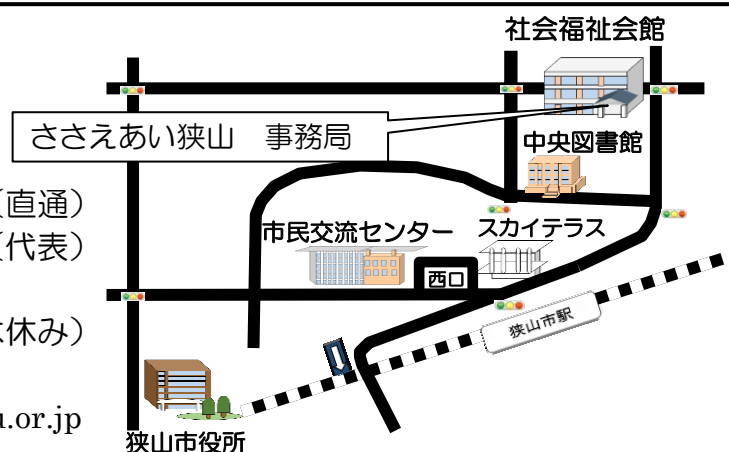 社会福祉会館
ささえあい狭山　事務局
中央図書館
（直通）
市民交流センター
スカイテラス
（代表）
西口
狭山市駅
休み）
u.or.jp
狭山市役所